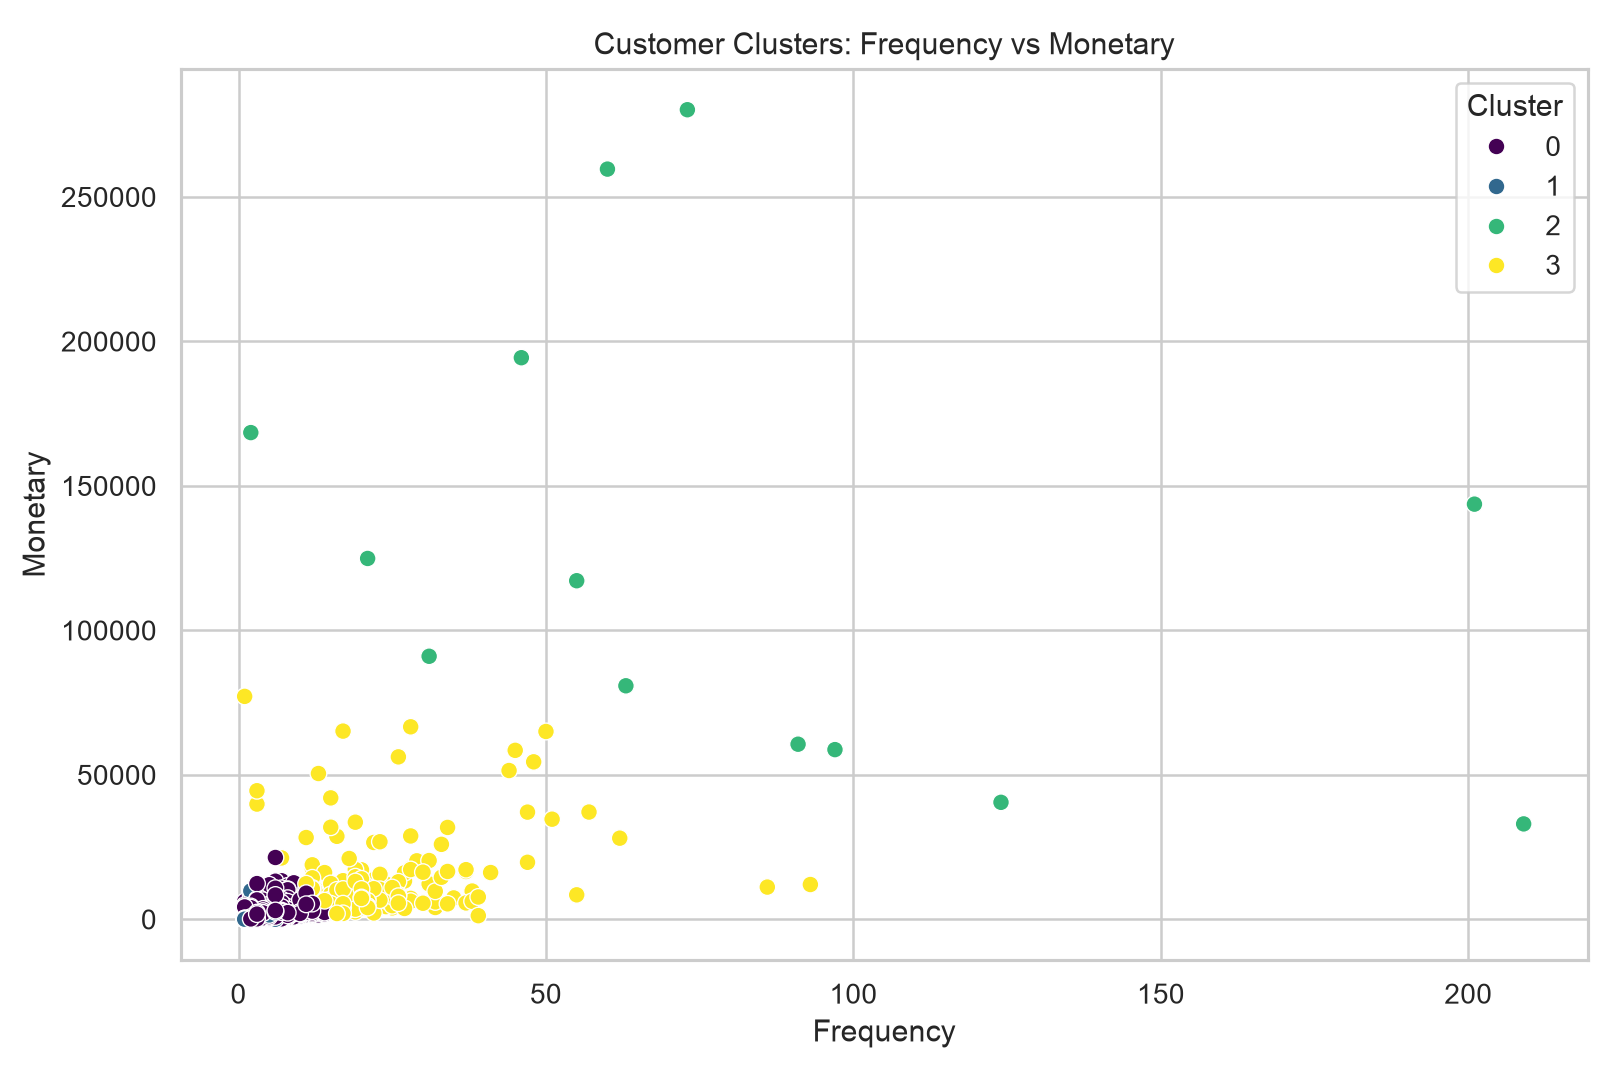 Customer Clusters: Frequency vs Monetary
Cluster
0
1
2
3
Monetary
250000
200000
150000
100000
50000
0
0 50 100 150 200
Frequency